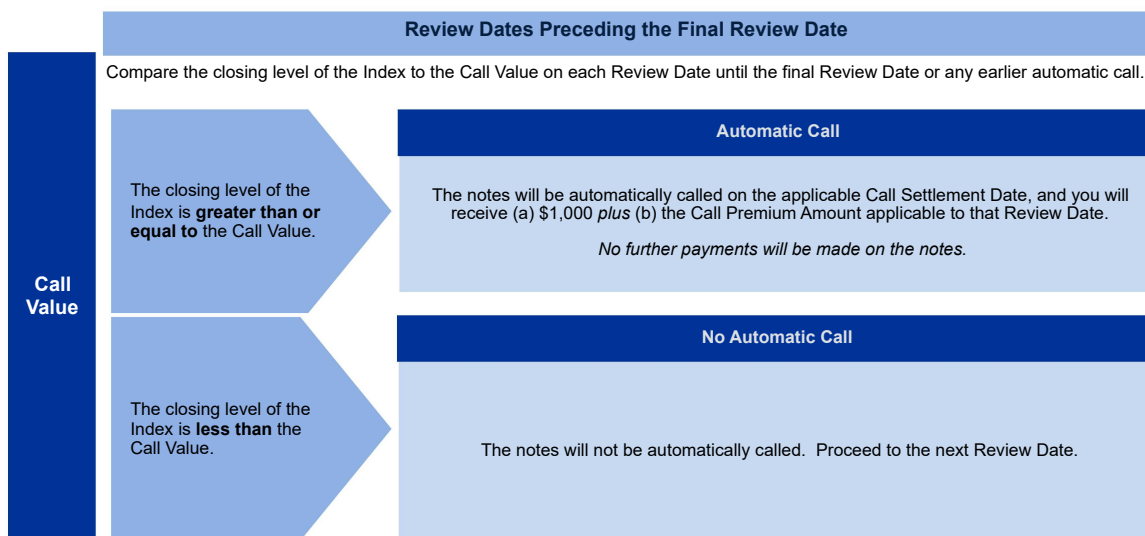 Review Dates Preceding the Final Review Date
Compare the closing level of the Index to the Call Value on each Review Date until the final Review Date or any earlier automatic call.
Call
Value
The closing level of the
Index is greater than or
equal to the Call Value.
Automatic Call
The notes will be automatically called on the applicable Call Settlement Date, and you will
receive (a) $1,000 plus (b) the Call Premium Amount applicable to that Review Date.
No further payments will be made on the notes.
The closing level of the
Index is less than the
Call Value.
No Automatic Call
The notes will not be automatically called. Proceed to the next Review Date.